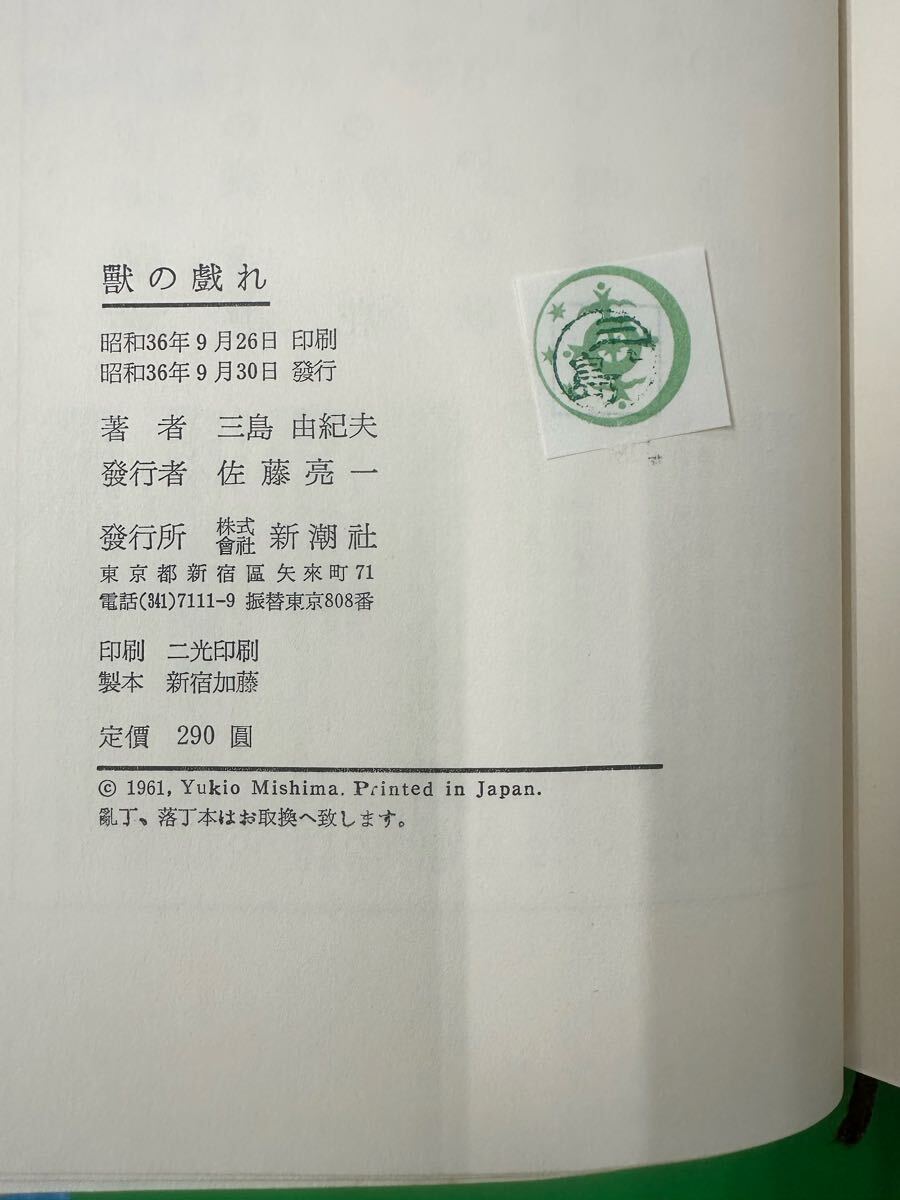 獸の戲れ
昭和36年9月26日 印刷
昭和36年9月30日 發行
著者 三島 由紀夫
發行者 佐藤亮一
發行所 株式會社 新潮社
東京都新宿區矢來町71
電話(341)7111-9 振替東京808番
印刷 二光印刷
製本 新宿加藤
定價 290 圓
© 1961, Yukio Mishima. Printed in Japan.
亂丁、落丁本はお取換へ致します。
三島